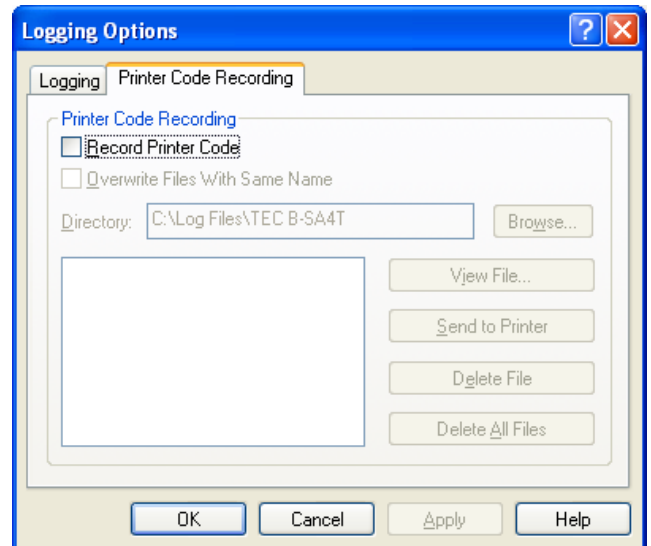 Logging Options
Logging
Printer Code Recording
Printer Code Recording
Record Printer Code
Overwrite Files With Same Name
Directory: C:\Log Files\TEC B-SA4T Browse...
View File...
Send to Printer
Delete File
Delete All Files
OK Cancel Apply Help